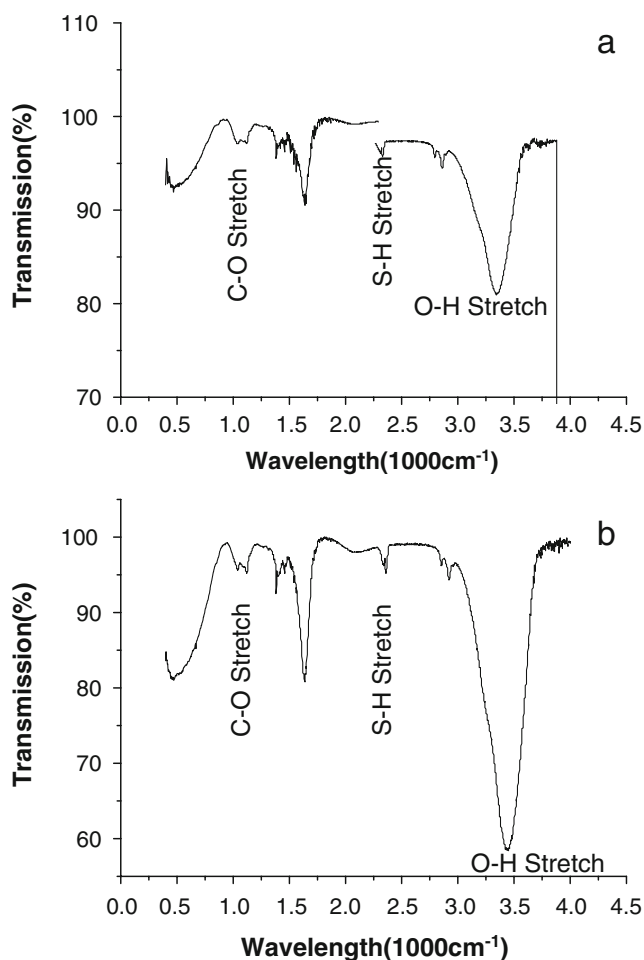 a
110
100
90
80
70
Transmission(%)
C-O Stretch
S-H Stretch
O-H Stretch
0.0 0.5 1.0 1.5 2.0 2.5 3.0 3.5 4.0 4.5
Wavelength(1000cm⁻¹)
b
100
90
80
70
60
Transmission(%)
C-O Stretch
S-H Stretch
O-H Stretch
0.0 0.5 1.0 1.5 2.0 2.5 3.0 3.5 4.0 4.5
Wavelength(1000cm⁻¹)